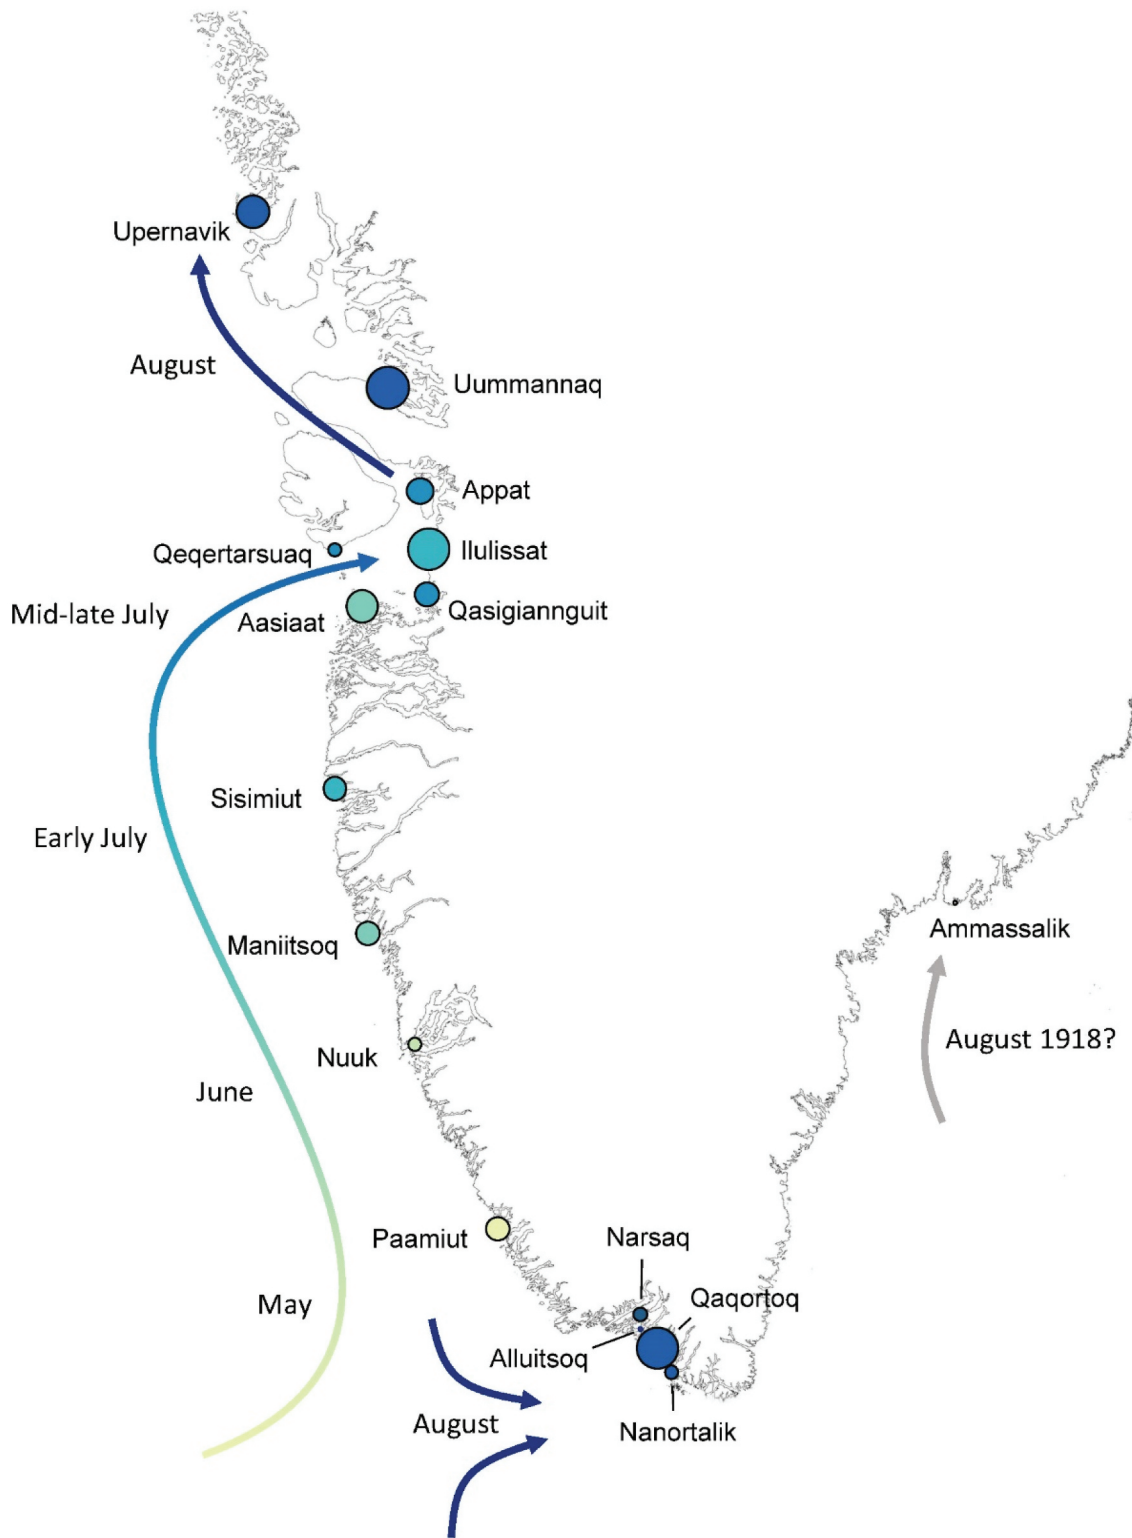 Upernavik
August
Uummannaq
Appat
Qeqertarsuaq
Ilulissat
Mid-late July
Aasiaat
Qasigiannguit
Sisimiut
Early July
Maniitsoq
Ammassalik
Nuuk
August 1918?
June
Paamiut
Narsaq
May
Qaqortoq
Alluitsoq
August
Nanortalik